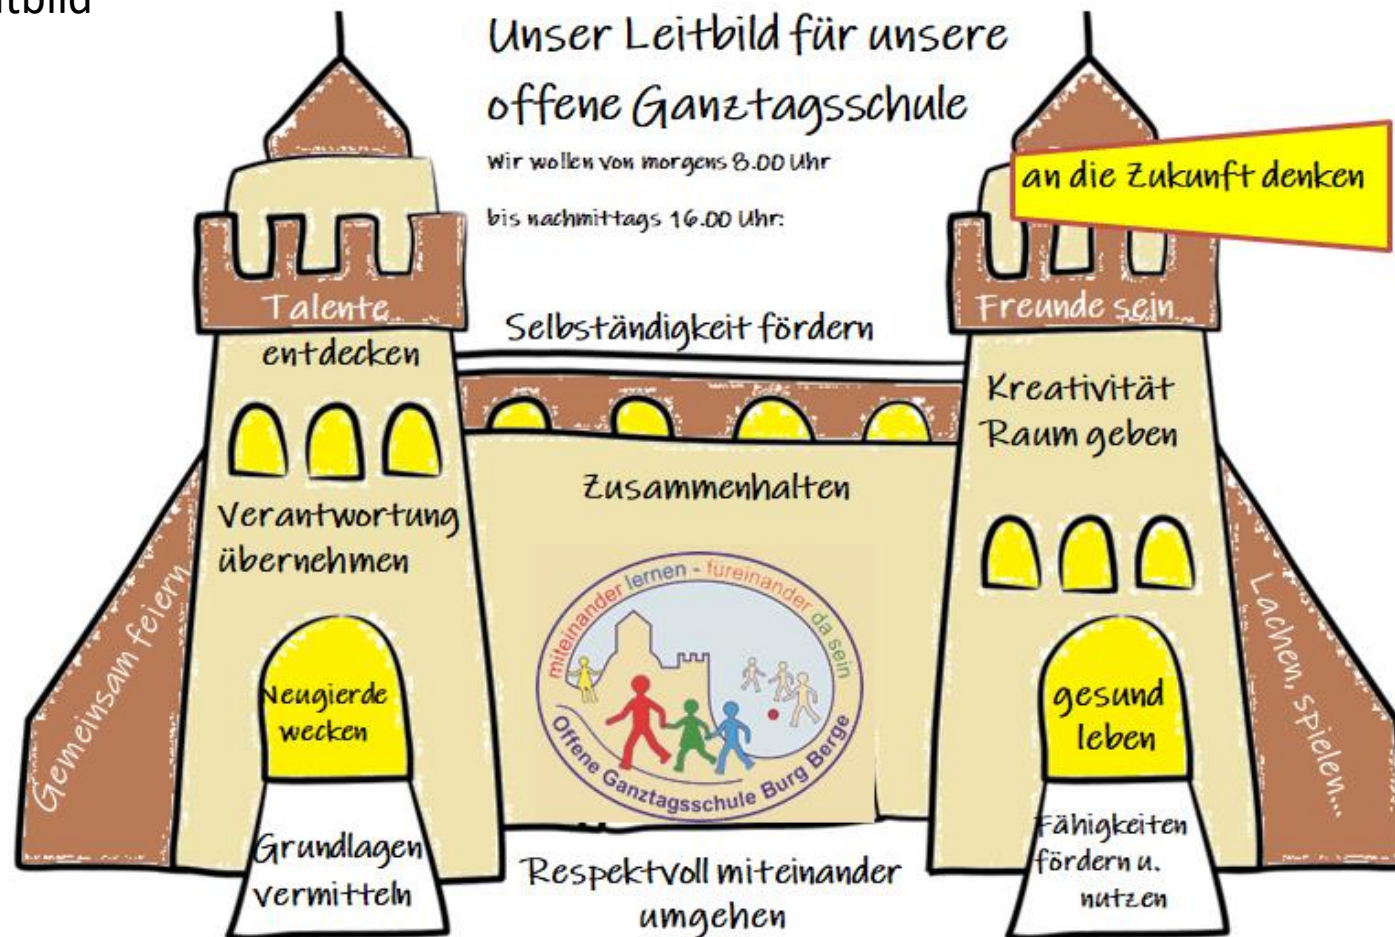 Unser Leitbild für unsere
offene Ganztagsschule
Wir wollen von morgens 8.00 Uhr
bis nachmittags 16.00 Uhr:
an die Zukunft denken
Talente
entdecken
Selbständigkeit fördern
Freunde sein
Kreativität
Raum geben
Zusammenhalten
Verantwortung
übernehmen
Gemeinsam feiern
Neugierde
wecken
Grundlagen
vermitteln
miteinander lernen - füreinander da sein
Offene Ganztagsschule Burg Berge
gesund
leben
Lachen, spielen...
Fähigkeiten
fördern u.
nutzen
Respektvoll miteinander
umgehen